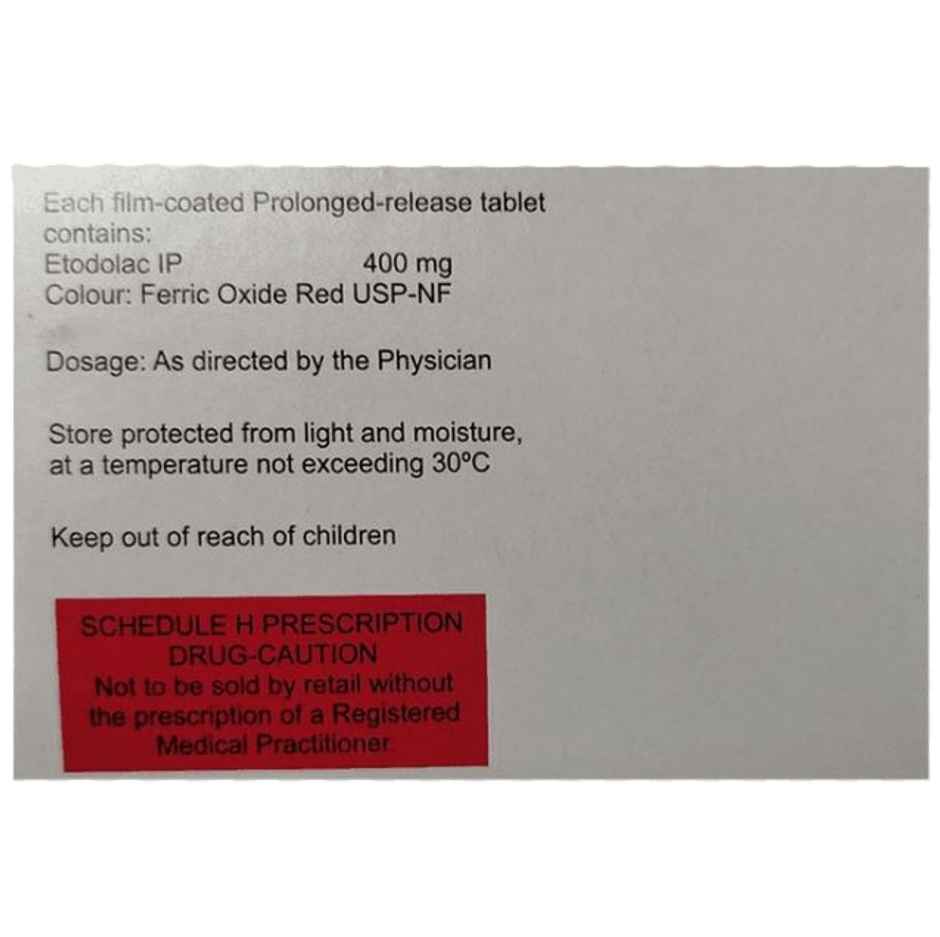 Each film-coated Prolonged-release tablet
contains:
Etodolac IP 400 mg
Colour: Ferric Oxide Red USP-NF
Dosage: As directed by the Physician
Store protected from light and moisture,
at a temperature not exceeding 30ºC
Keep out of reach of children
SCHEDULE H PRESCRIPTION
DRUG-CAUTION
Not to be sold by retail without
the prescription of a Registered
Medical Practitioner